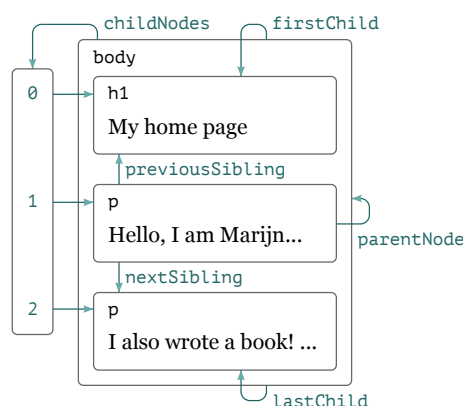 childNodes firstChild
body
0 h1
My home page
previousSibling
1 p
Hello, I am Marijn...
parentNode
nextSibling
2 p
I also wrote a book! ...
lastChild